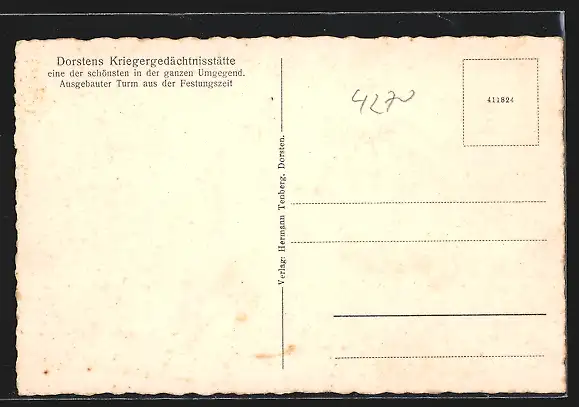 Dorstens Kriegergedächtnisstätte
eine der schönsten in der ganzen Umgegend.
Ausgebauter Turm aus der Festungszeit
4270
411824
Verlag: Hermann Tenberg, Dorsten.